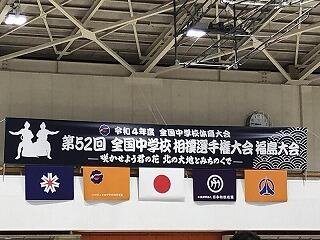 令和4年度 全国中学校体育大会
第52回 全国中学校 相撲選手権大会 福島大会
咲かせよう君の花 北の大地とみちのくで